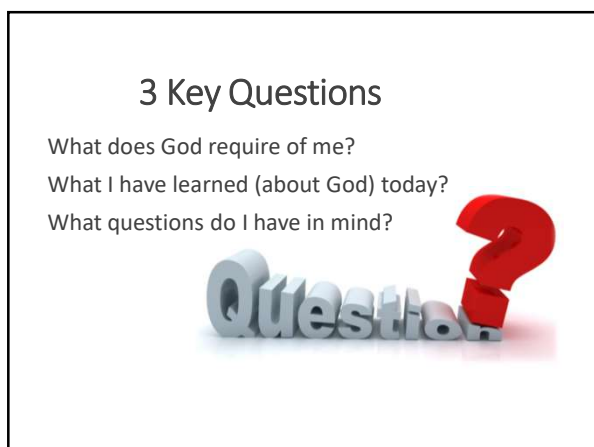 3 Key Questions
What does God require of me?
What I have learned (about God) today?
What questions do I have in mind?
Question?